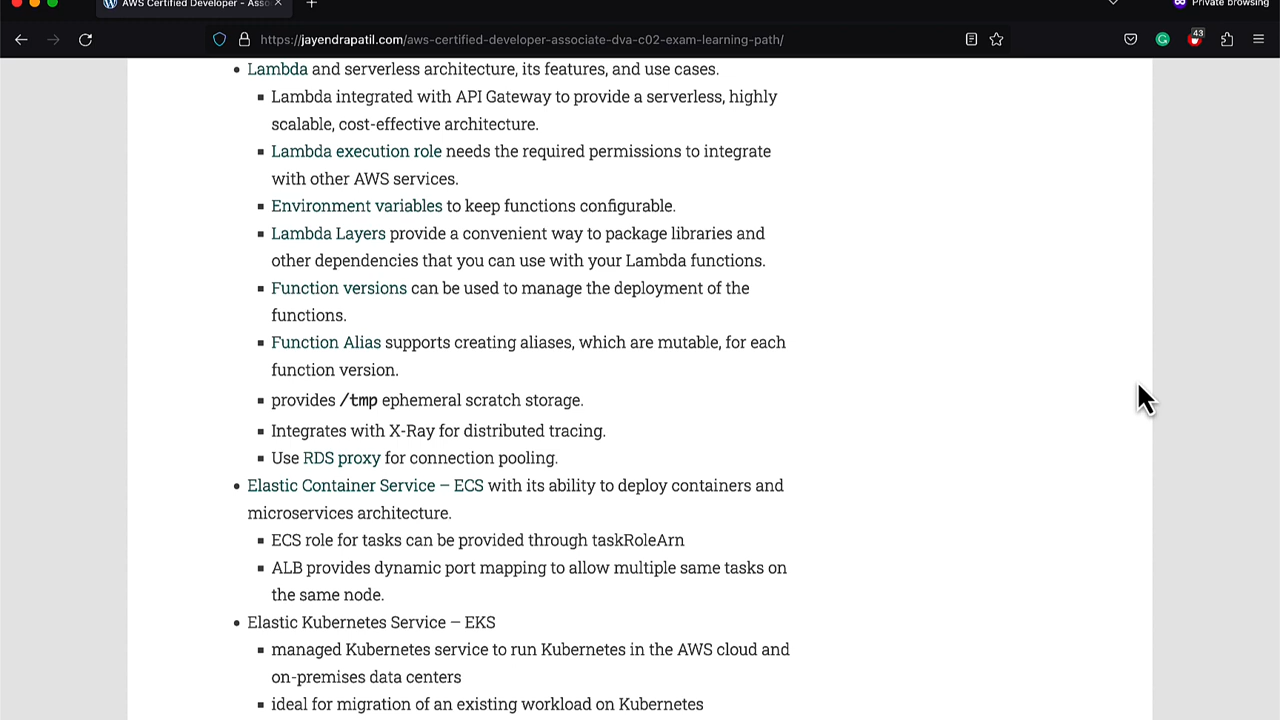 AWS Certified Developer - Asso
Private browsing
https://jayendrapatil.com/aws-certified-developer-associate-dva-c02-exam-learning-path/
43
Lambda and serverless architecture, its features, and use cases.
Lambda integrated with API Gateway to provide a serverless, highly
scalable, cost-effective architecture.
Lambda execution role needs the required permissions to integrate
with other AWS services.
Environment variables to keep functions configurable.
Lambda Layers provide a convenient way to package libraries and
other dependencies that you can use with your Lambda functions.
Function versions can be used to manage the deployment of the
functions.
Function Alias supports creating aliases, which are mutable, for each
function version.
provides /tmp ephemeral scratch storage.
Integrates with X-Ray for distributed tracing.
Use RDS proxy for connection pooling.
Elastic Container Service – ECS with its ability to deploy containers and
microservices architecture.
ECS role for tasks can be provided through taskRoleArn
ALB provides dynamic port mapping to allow multiple same tasks on
the same node.
Elastic Kubernetes Service – EKS
managed Kubernetes service to run Kubernetes in the AWS cloud and
on-premises data centers
ideal for migration of an existing workload on Kubernetes